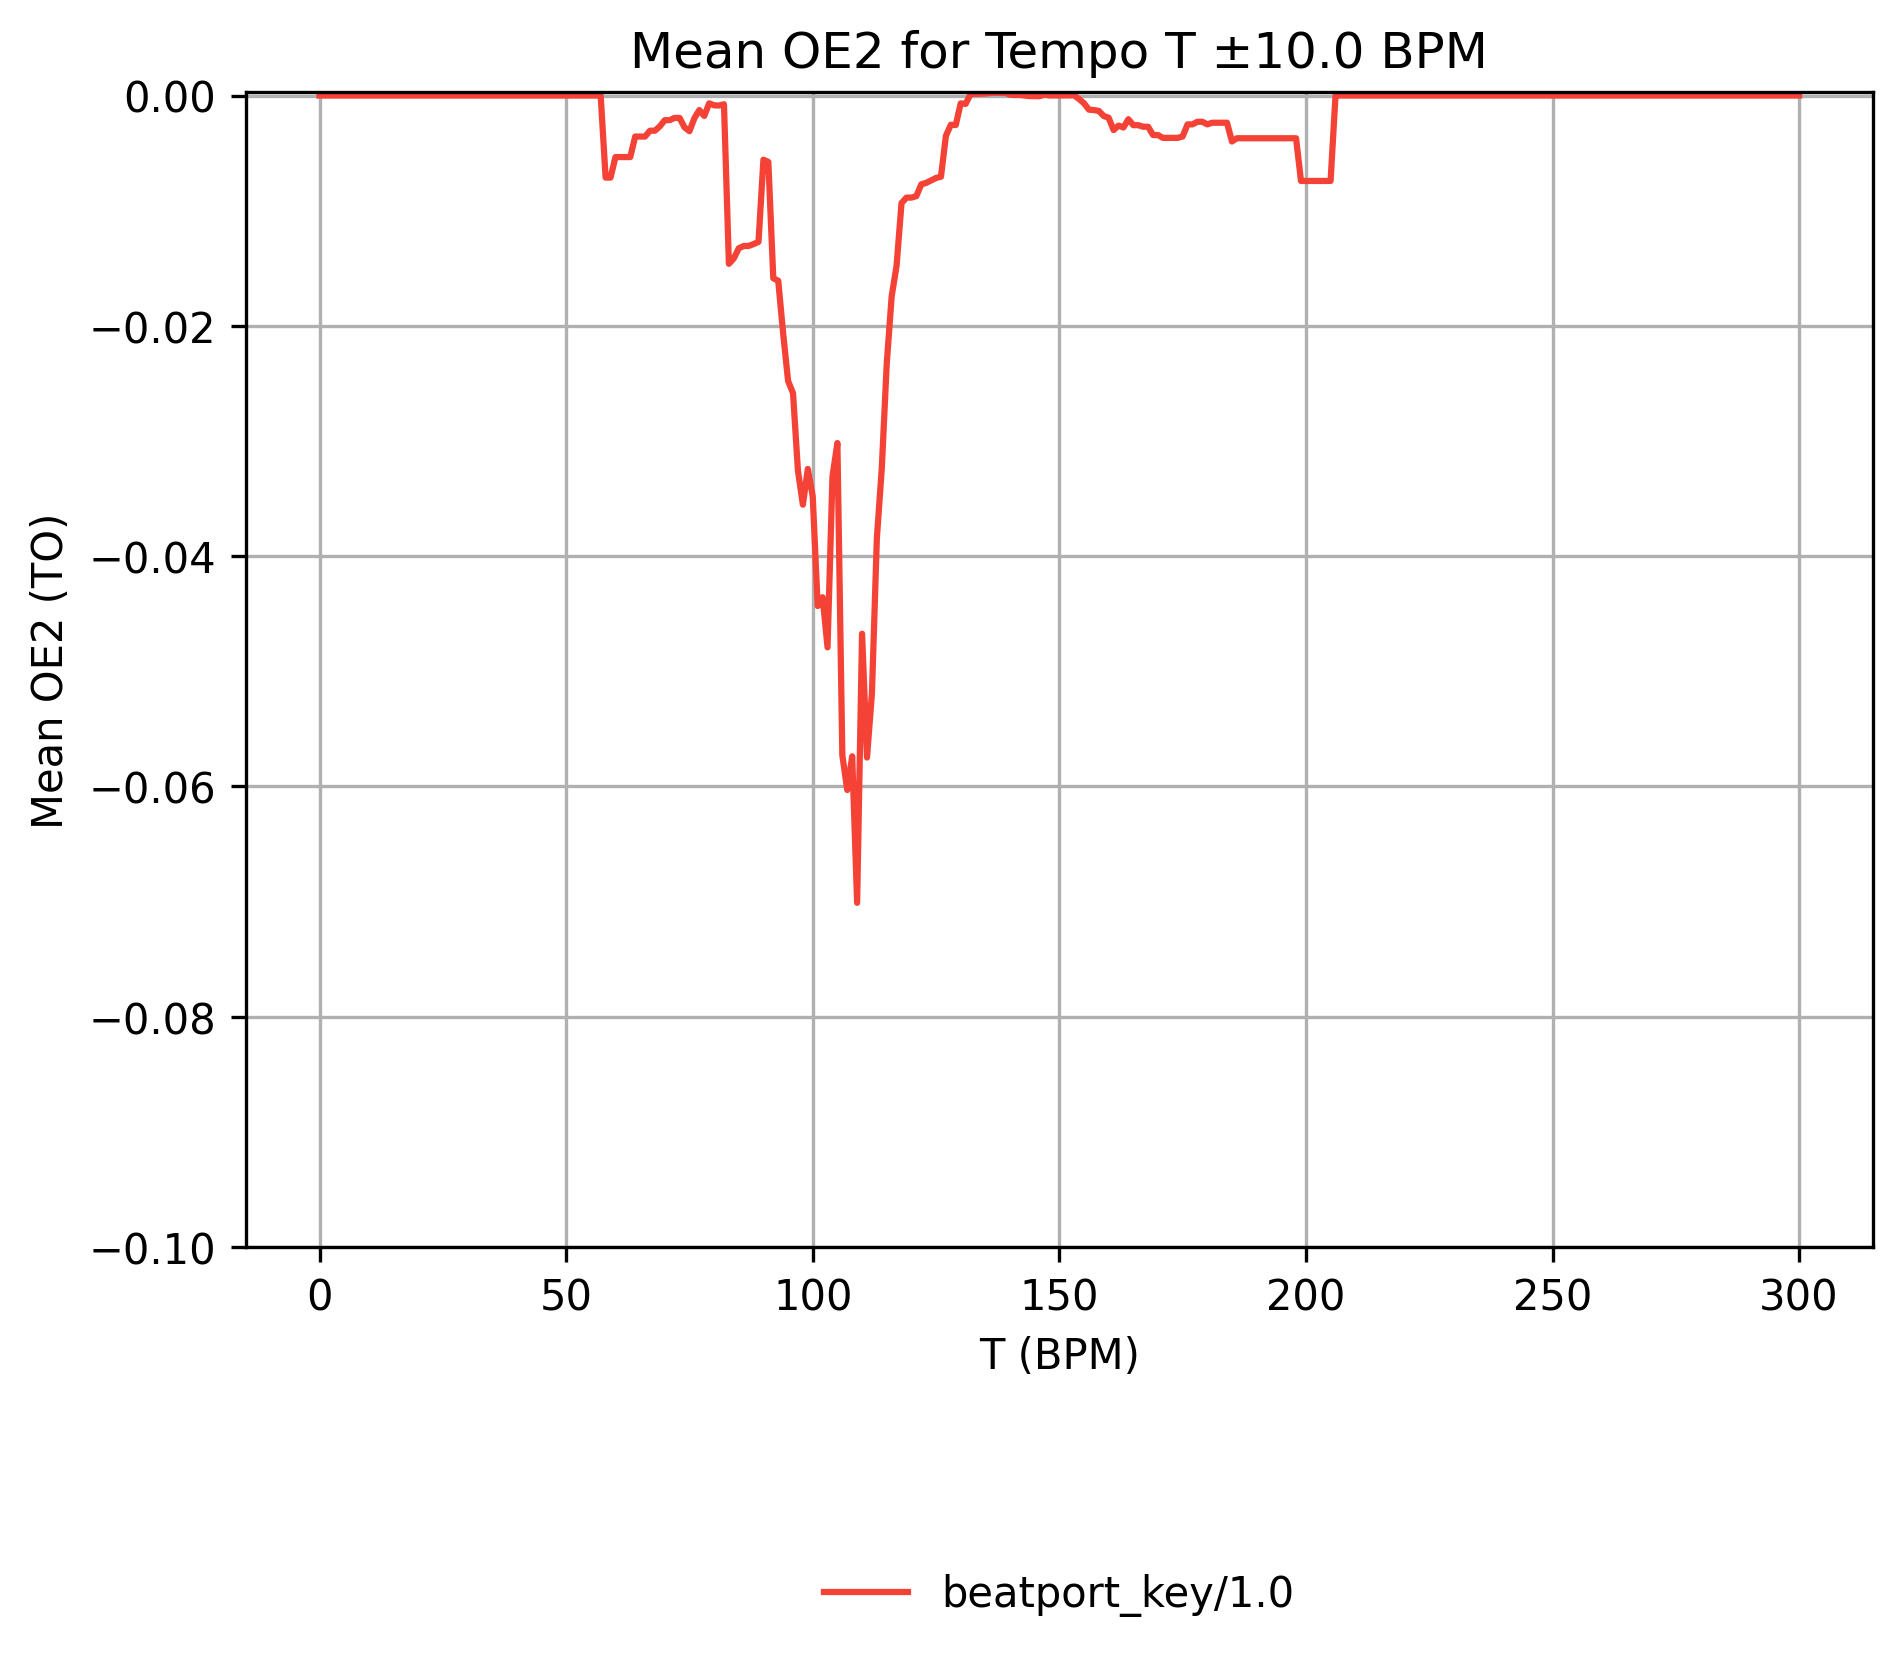 Mean OE2 for Tempo T ±10.0 BPM
Mean OE2 (TO)
0.00
−0.02
−0.04
−0.06
−0.08
−0.10
0 50 100 150 200 250 300
T (BPM)
beatport_key/1.0